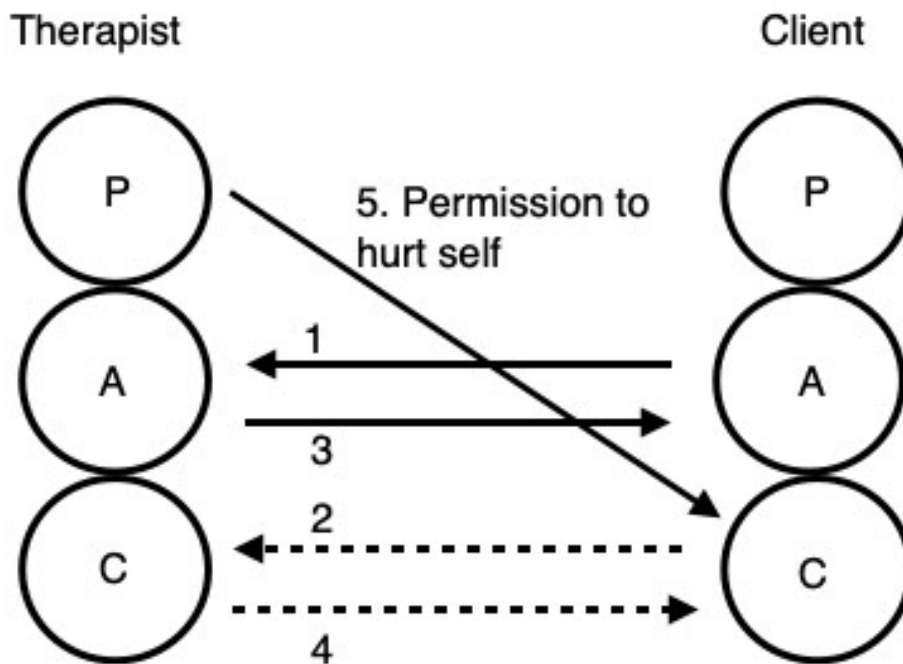 Therapist
Client
P
P
5. Permission to
hurt self
1
A
A
3
2
C
C
4